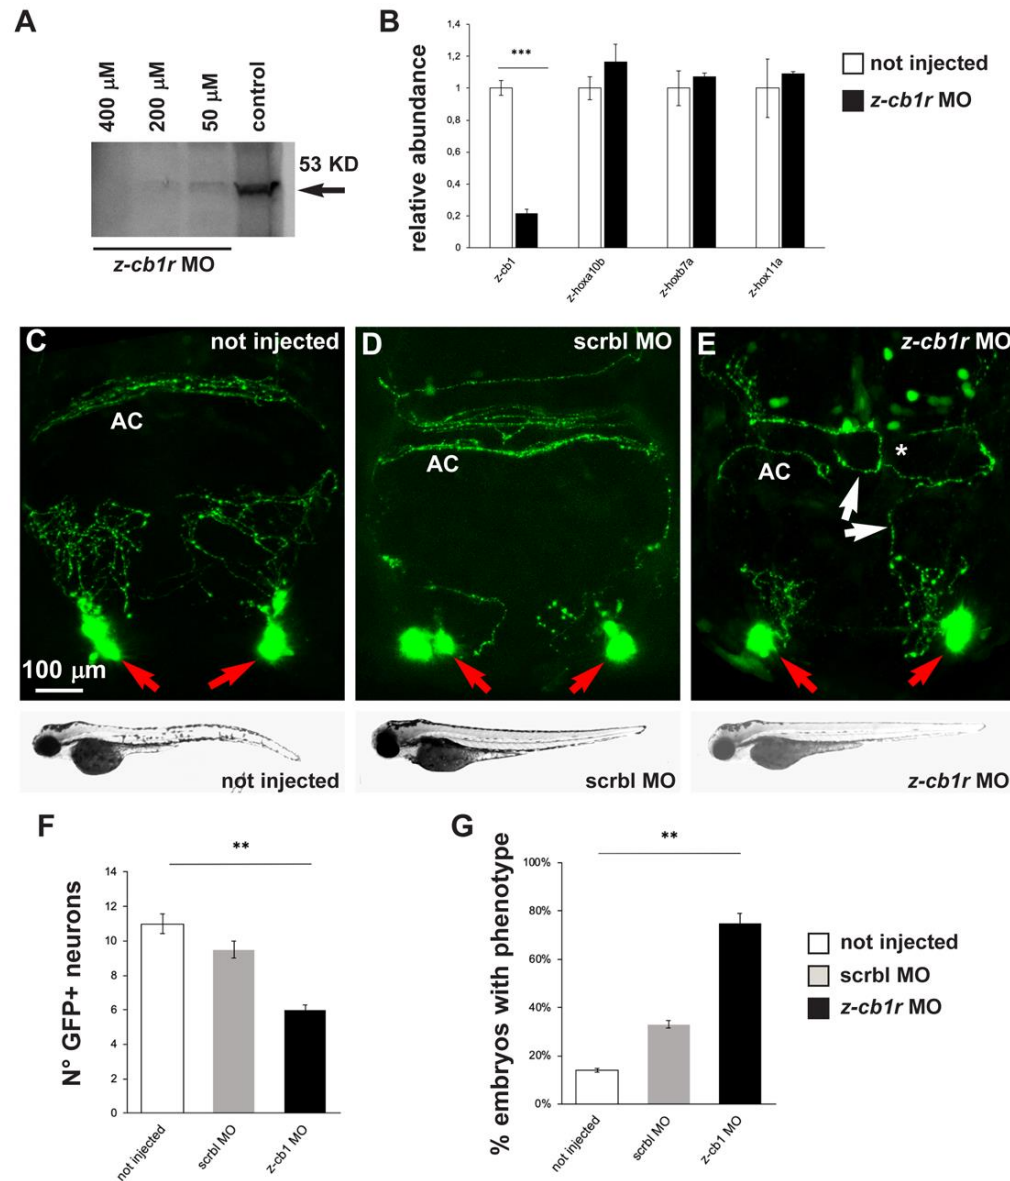 A
400 µM
200 µM
50 µM
control
53 KD
z-cb1r MO
B
relative abundance
1,4
1,2
1
0,8
0,6
0,4
0,2
0
***
z-cb1
z-hoxa10b
z-hoxb7a
z-hox11a
not injected
z-cb1r MO
C
not injected
AC
100 µm
not injected
D
scrbl MO
AC
scrbl MO
E
z-cb1r MO
AC
*
z-cb1r MO
F
N° GFP+ neurons
14
12
10
8
6
4
2
0
**
not injected
scrbl MO
z-cb1 MO
G
% embryos with phenotype
100%
80%
60%
40%
20%
0%
**
not injected
scrbl MO
z-cb1 MO
not injected
scrbl MO
z-cb1r MO